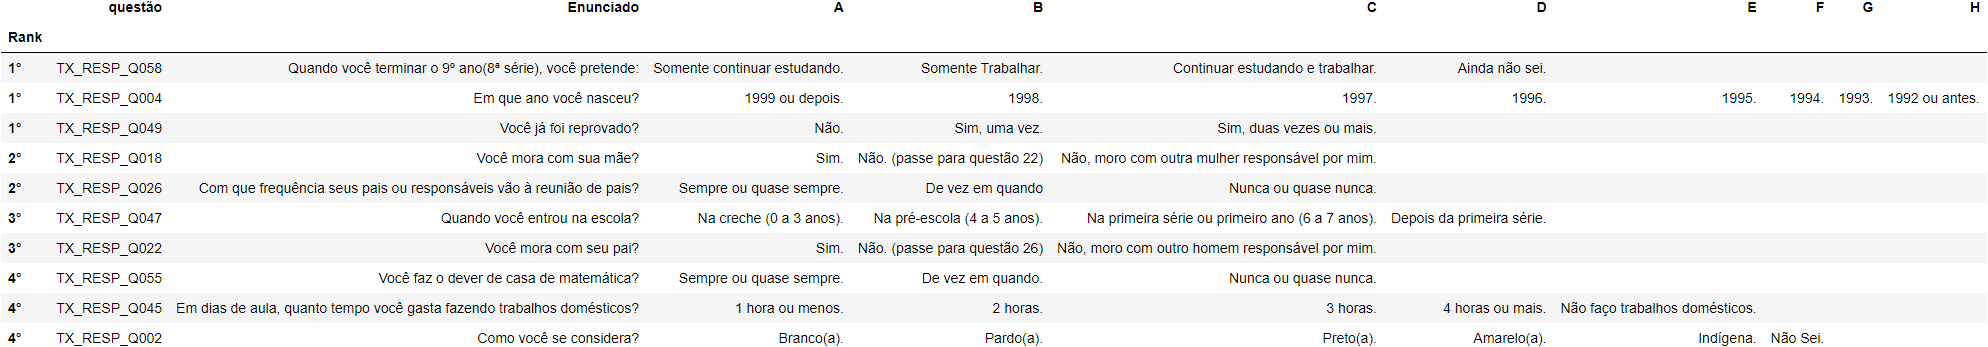 questão Enunciado A B C D E F G H
Rank
1° TX_RESP_Q058 Quando você terminar o 9º ano(8ª série), você pretende: Somente continuar estudando. Somente Trabalhar. Continuar estudando e trabalhar. Ainda não sei.
1° TX_RESP_Q004 Em que ano você nasceu? 1999 ou depois. 1998. 1997. 1996. 1995. 1994. 1993. 1992 ou antes.
1° TX_RESP_Q049 Você já foi reprovado? Não. Sim, uma vez. Sim, duas vezes ou mais.
2° TX_RESP_Q018 Você mora com sua mãe? Sim. Não. (passe para questão 22) Não, moro com outra mulher responsável por mim.
2° TX_RESP_Q026 Com que frequência seus pais ou responsáveis vão à reunião de pais? Sempre ou quase sempre. De vez em quando Nunca ou quase nunca.
3° TX_RESP_Q047 Quando você entrou na escola? Na creche (0 a 3 anos). Na pré-escola (4 a 5 anos). Na primeira série ou primeiro ano (6 a 7 anos). Depois da primeira série.
3° TX_RESP_Q022 Você mora com seu pai? Sim. Não. (passe para questão 26) Não, moro com outro homem responsável por mim.
4° TX_RESP_Q055 Você faz o dever de casa de matemática? Sempre ou quase sempre. De vez em quando. Nunca ou quase nunca.
4° TX_RESP_Q045 Em dias de aula, quanto tempo você gasta fazendo trabalhos domésticos? 1 hora ou menos. 2 horas. 3 horas. 4 horas ou mais. Não faço trabalhos domésticos.
4° TX_RESP_Q002 Como você se considera? Branco(a). Pardo(a). Preto(a). Amarelo(a). Indígena. Não Sei.